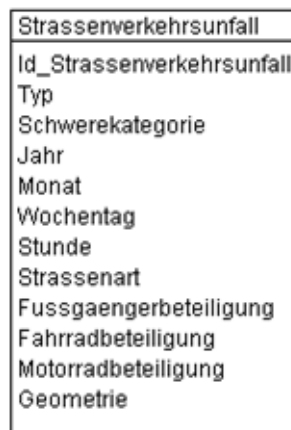 Strassenverkehrsunfall
Id_Strassenverkehrsunfall
Typ
Schwerekategorie
Jahr
Monat
Wochentag
Stunde
Strassenart
Fussgaengerbeteiligung
Fahrradbeteiligung
Motorradbeteiligung
Geometrie